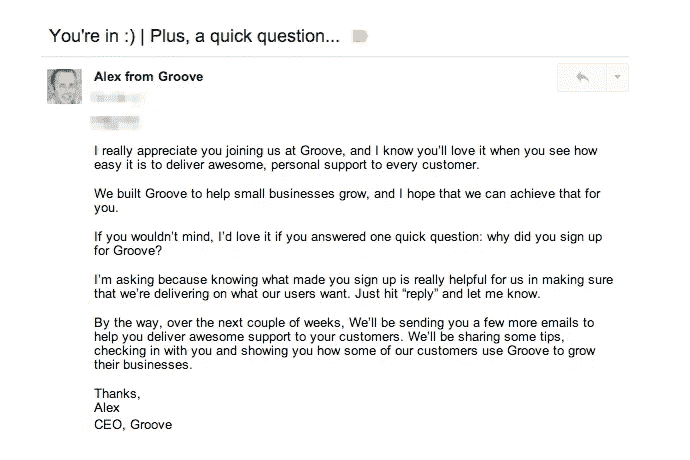 You're in :) | Plus, a quick question...
Alex from Groove
I really appreciate you joining us at Groove, and I know you'll love it when you see how
easy it is to deliver awesome, personal support to every customer.
We built Groove to help small businesses grow, and I hope that we can achieve that for
you.
If you wouldn't mind, I'd love it if you answered one quick question: why did you sign up
for Groove?
I'm asking because knowing what made you sign up is really helpful for us in making sure
that we're delivering on what our users want. Just hit “reply” and let me know.
By the way, over the next couple of weeks, We'll be sending you a few more emails to
help you deliver awesome support to your customers. We'll be sharing some tips,
checking in with you and showing you how some of our customers use Groove to grow
their businesses.
Thanks,
Alex
CEO, Groove